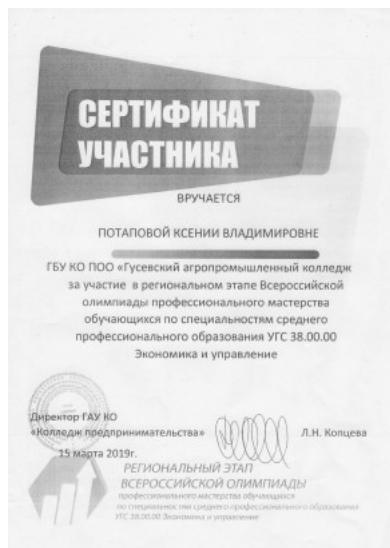 СЕРТИФИКАТ
УЧАСТНИКА
ВРУЧАЕТСЯ
ПОТАПОВОЙ КСЕНИИ ВЛАДИМИРОВНЕ
ГБУ КО ПОО «Гусевский агропромышленный колледж
за участие в региональном этапе Всероссийской
олимпиады профессионального мастерства
обучающихся по специальностям среднего
профессионального образования УГС 38.00.00
Экономика и управление
Директор ГАУ КО
«Колледж предпринимательства»
Л.Н. Копцева
15 марта 2019г.
РЕГИОНАЛЬНЫЙ ЭТАП
ВСЕРОССИЙСКОЙ ОЛИМПИАДЫ
профессионального мастерства обучающихся
по специальностям среднего профессионального образования
УГС 38.00.00 Экономика и управление